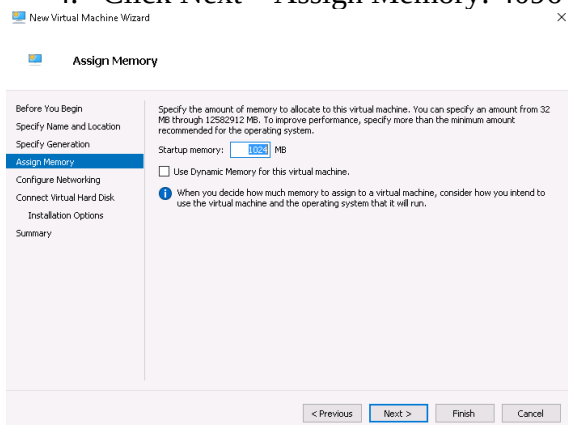 4. Click Next – Assign Memory: 4096
New Virtual Machine Wizard
Assign Memory
Before You Begin
Specify Name and Location
Specify Generation
Assign Memory
Configure Networking
Connect Virtual Hard Disk
Installation Options
Summary
Specify the amount of memory to allocate to this virtual machine. You can specify an amount from 32
MB through 12582912 MB. To improve performance, specify more than the minimum amount
recommended for the operating system.
Startup memory: 1024 MB
Use Dynamic Memory for this virtual machine.
When you decide how much memory to assign to a virtual machine, consider how you intend to
use the virtual machine and the operating system that it will run.
< Previous Next > Finish Cancel